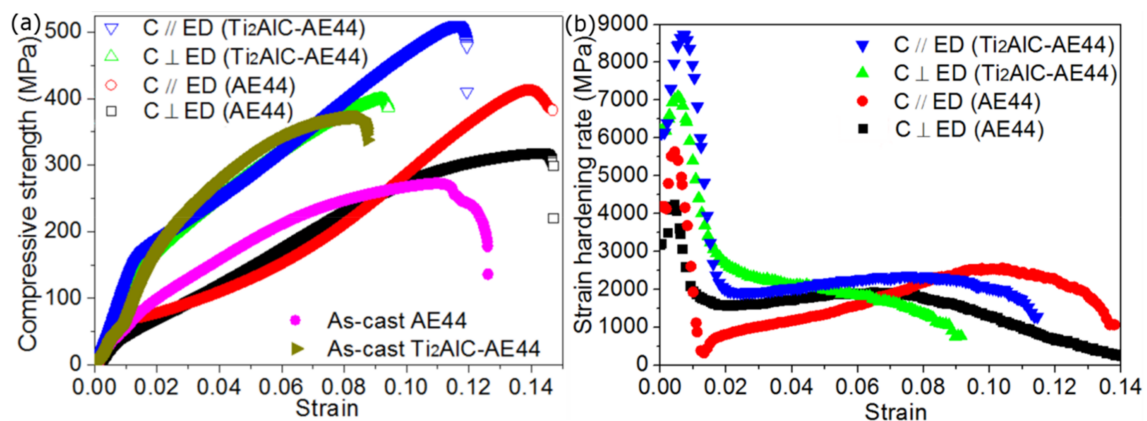 (a)
Compressive strength (MPa)
500
400
300
200
100
0
C // ED (Ti2AlC-AE44)
C ⊥ ED (Ti2AlC-AE44)
C // ED (AE44)
C ⊥ ED (AE44)
As-cast AE44
As-cast Ti2AlC-AE44
0.00 0.02 0.04 0.06 0.08 0.10 0.12 0.14
Strain
(b)
Strain hardening rate (MPa)
9000
8000
7000
6000
5000
4000
3000
2000
1000
0
C // ED (Ti2AlC-AE44)
C ⊥ ED (Ti2AlC-AE44)
C // ED (AE44)
C ⊥ ED (AE44)
0.00 0.02 0.04 0.06 0.08 0.10 0.12 0.14
Strain